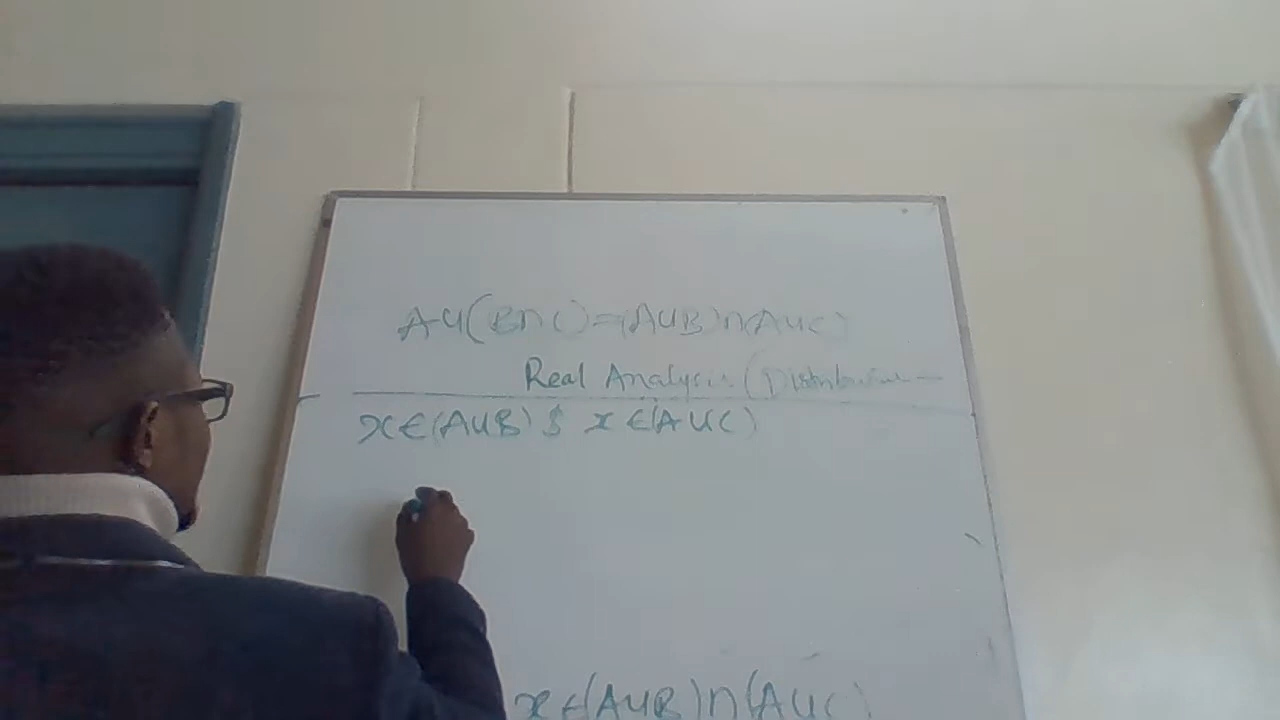 A∪(B∩C)=(A∪B)∩(A∪C)
Real Analysis (Distributive
x∈(A∪B) & x∈(A∪C)
x∈(A∪B)∩(A∪C)